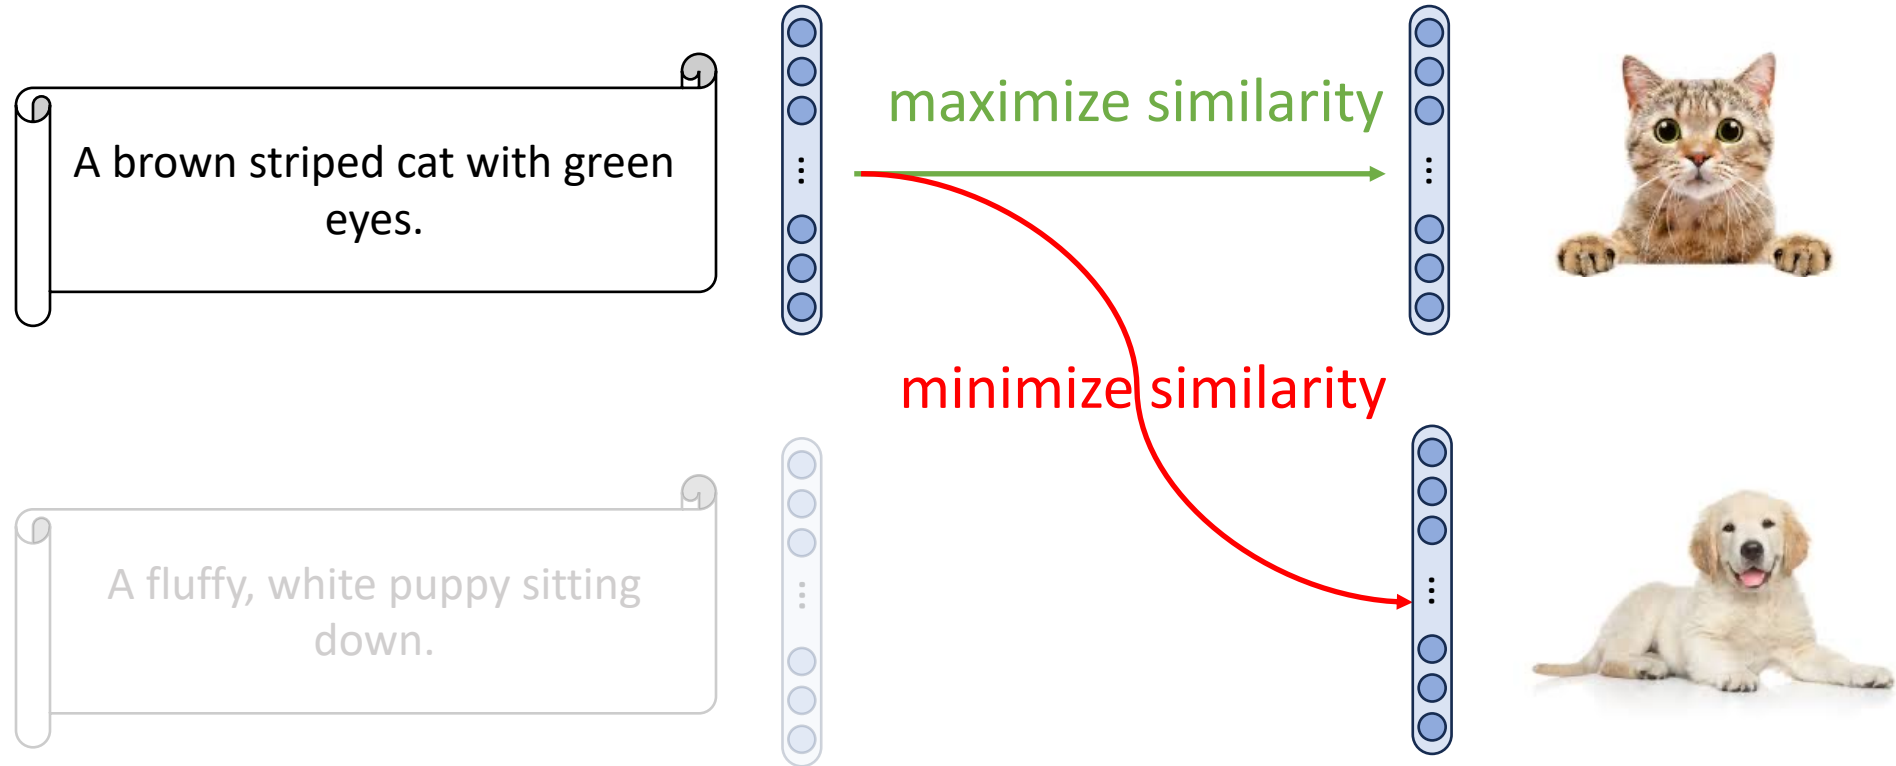 A brown striped cat with green
eyes.
maximize similarity
minimize similarity
A fluffy, white puppy sitting
down.